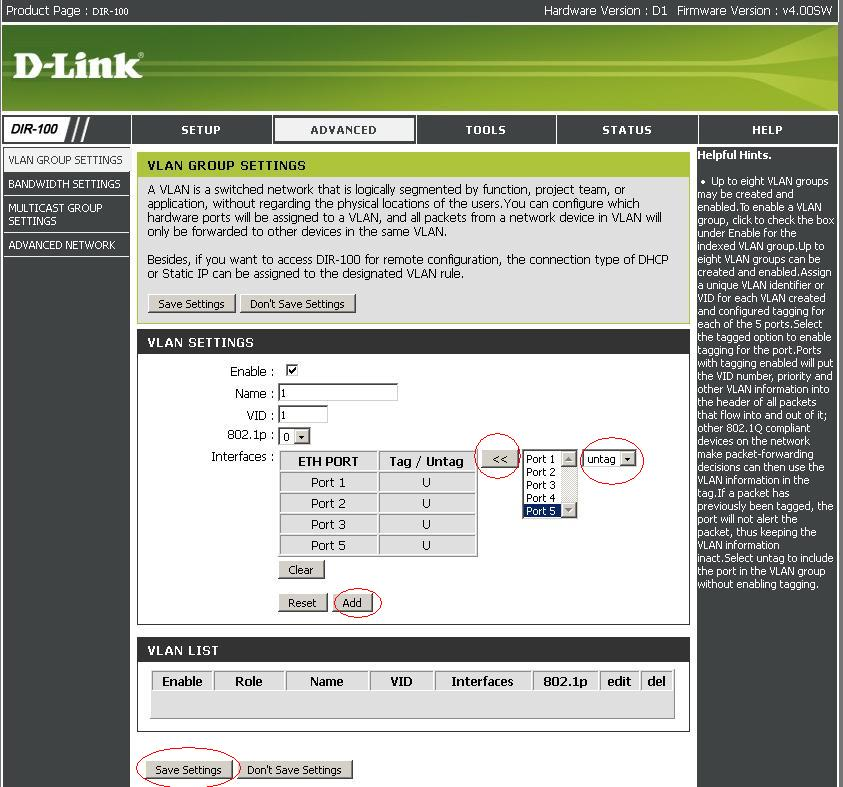 Product Page : DIR-100
Hardware Version : D1 Firmware Version : v4.00SW
D-Link®
DIR-100
SETUP
ADVANCED
TOOLS
STATUS
HELP
VLAN GROUP SETTINGS
BANDWIDTH SETTINGS
MULTICAST GROUP
SETTINGS
ADVANCED NETWORK
VLAN GROUP SETTINGS
A VLAN is a switched network that is logically segmented by function, project team, or
application, without regarding the physical locations of the users.You can configure which
hardware ports will be assigned to a VLAN, and all packets from a network device in VLAN will
only be forwarded to other devices in the same VLAN.
Besides, if you want to access DIR-100 for remote configuration, the connection type of DHCP
or Static IP can be assigned to the designated VLAN rule.
Save Settings
Don't Save Settings
VLAN SETTINGS
Enable :
Name : 1
VID : 1
802.1p : 0
Interfaces :
ETH PORT Tag / Untag
Port 1 U
Port 2 U
Port 3 U
Port 5 U
<<
Port 1
Port 2
Port 3
Port 4
Port 5
untag
Clear
Reset
Add
VLAN LIST
Enable Role Name VID Interfaces 802.1p edit del
Save Settings
Don't Save Settings
Helpful Hints.
• Up to eight VLAN groups
may be created and
enabled.To enable a VLAN
group, click to check the box
under Enable for the
indexed VLAN group.Up to
eight VLAN groups can be
created and enabled.Assign
a unique VLAN identifier or
VID for each VLAN created
and configured tagging for
each of the 5 ports.Select
the tagged option to enable
tagging for the port.Ports
with tagging enabled will put
the VID number, priority and
other VLAN information into
the header of all packets
that flow into and out of it;
other 802.1Q compliant
devices on the network
make packet-forwarding
decisions can then use the
VLAN information in the
tag.If a packet has
previously been tagged, the
port will not alert the
packet, thus keeping the
VLAN information
inact.Select untag to include
the port in the VLAN group
without enabling tagging.